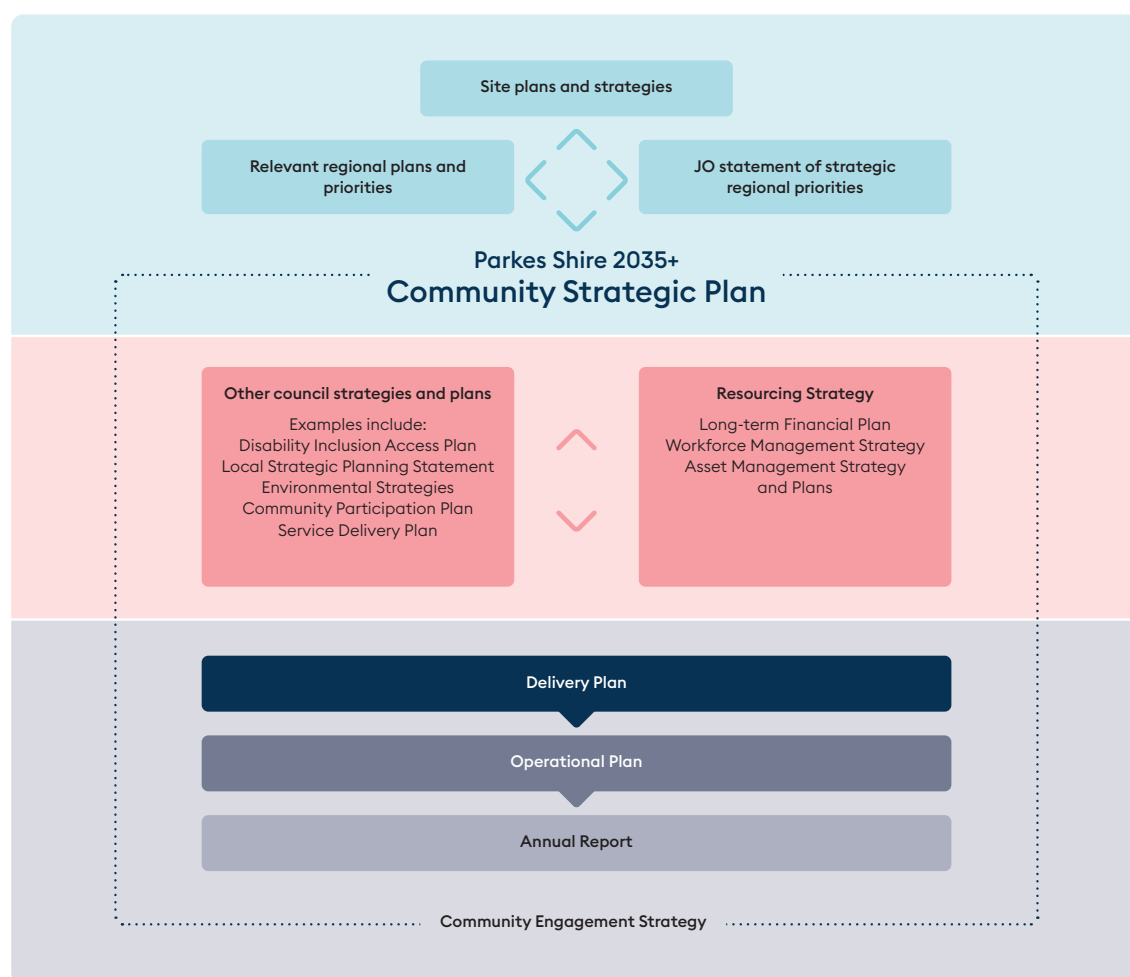 Site plans and strategies
Relevant regional plans and
priorities
JO statement of strategic
regional priorities
Parkes Shire 2035+
Community Strategic Plan
Other council strategies and plans
Examples include:
Disability Inclusion Access Plan
Local Strategic Planning Statement
Environmental Strategies
Community Participation Plan
Service Delivery Plan
Resourcing Strategy
Long-term Financial Plan
Workforce Management Strategy
Asset Management Strategy
and Plans
Delivery Plan
Operational Plan
Annual Report
Community Engagement Strategy